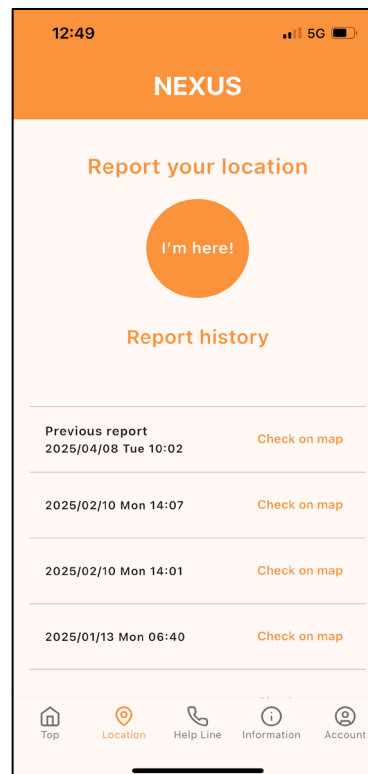 12:49 5G
NEXUS
Report your location
I'm here!
Report history
Previous report
2025/04/08 Tue 10:02 Check on map
2025/02/10 Mon 14:07 Check on map
2025/02/10 Mon 14:01 Check on map
2025/01/13 Mon 06:40 Check on map
Top Location Help Line Information Account